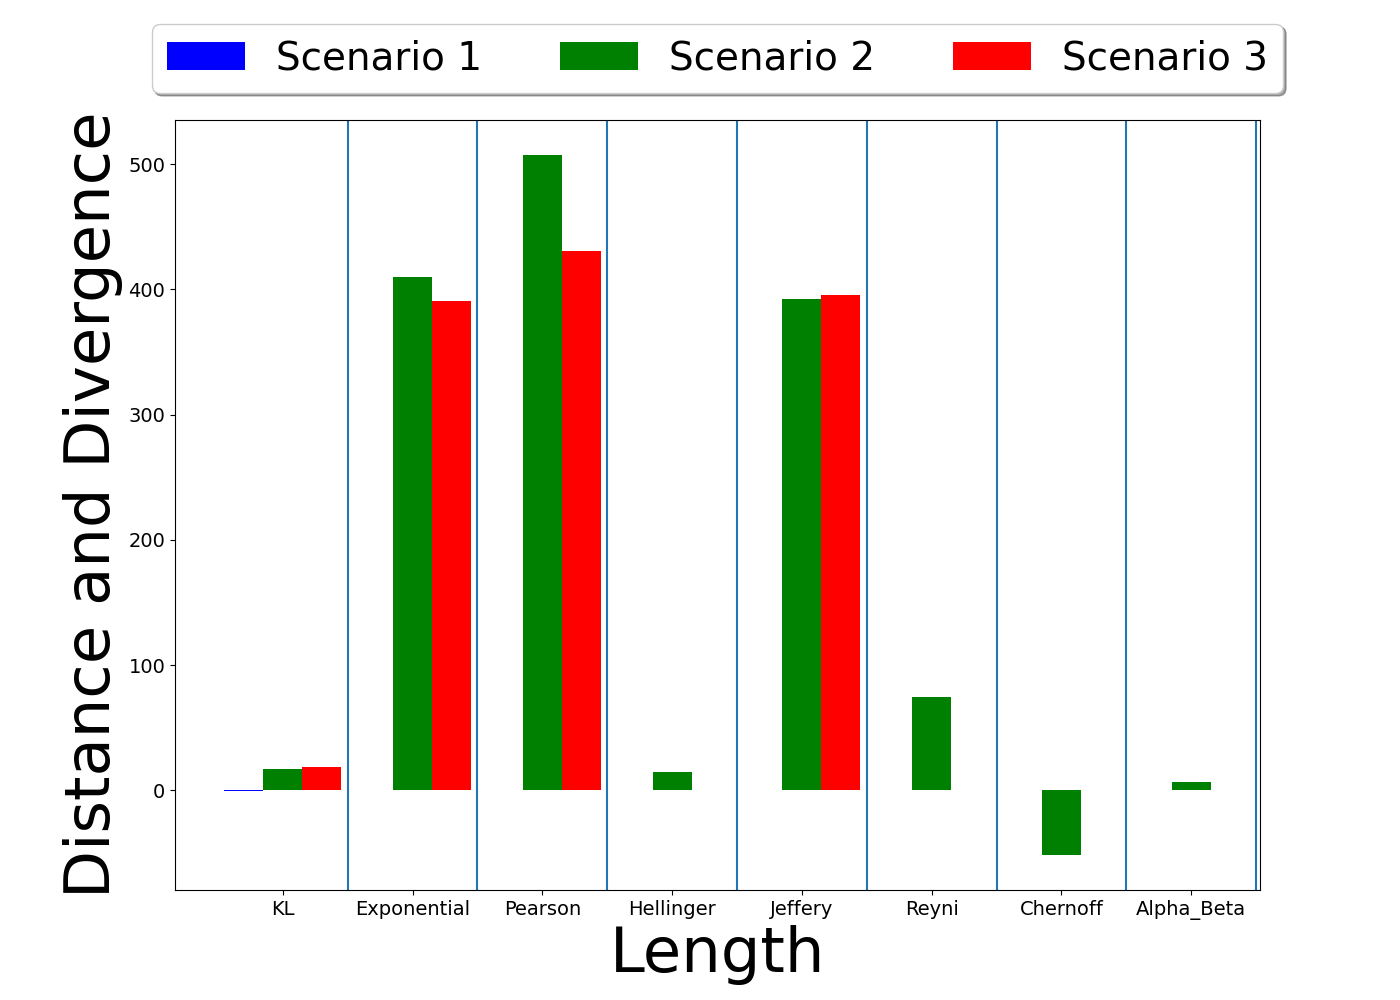 Scenario 1 Scenario 2 Scenario 3
Distance and Divergence
500
400
300
200
100
0
KL Exponential Pearson Hellinger Jeffery Reyni Chernoff Alpha_Beta
Length